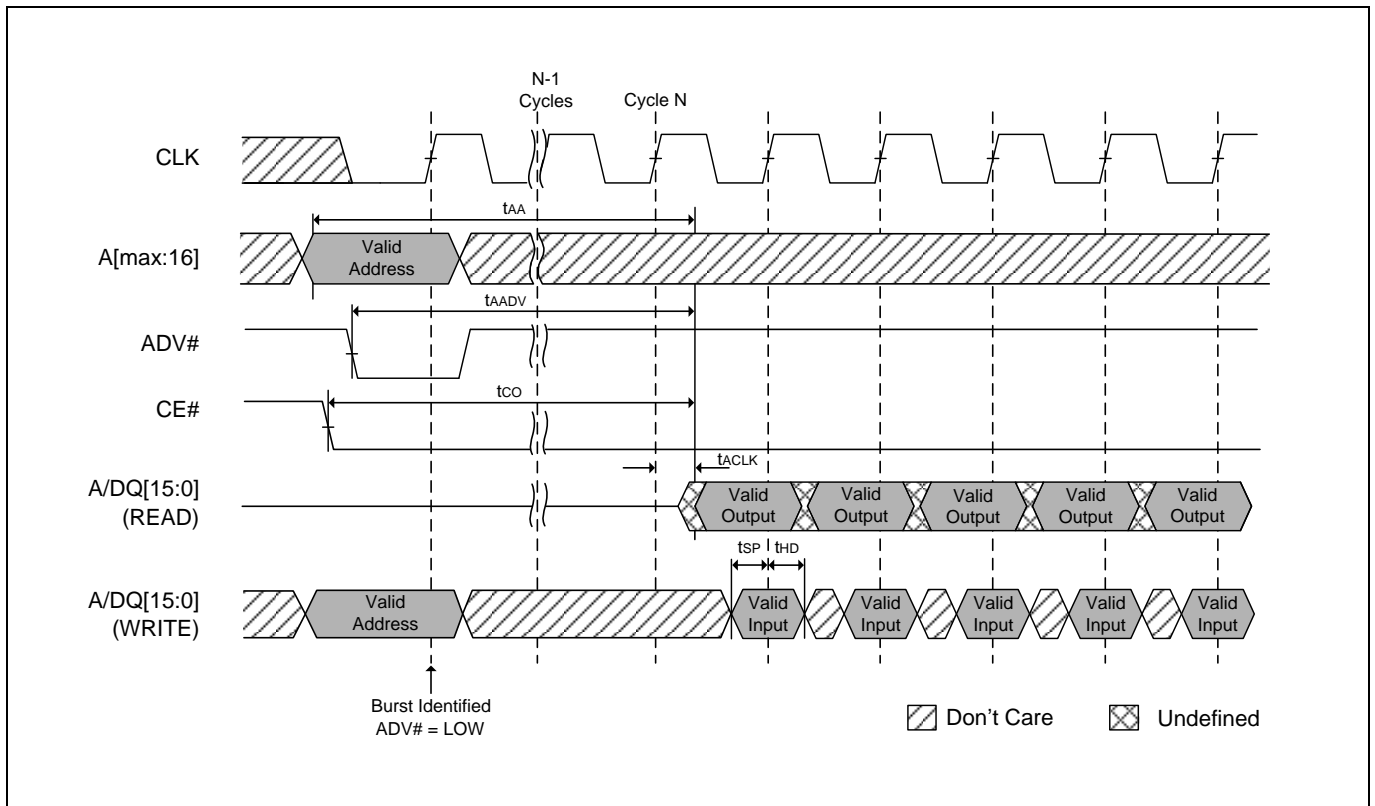 N-1
Cycles
Cycle N
CLK
tAA
A[max:16]
Valid
Address
tAADV
ADV#
tCO
CE#
tACLK
A/DQ[15:0]
(READ)
Valid
Output
Valid
Output
Valid
Output
Valid
Output
Valid
Output
tSP
tHD
A/DQ[15:0]
(WRITE)
Valid
Address
Valid
Input
Valid
Input
Valid
Input
Valid
Input
Valid
Input
Burst Identified
ADV# = LOW
Don't Care
Undefined